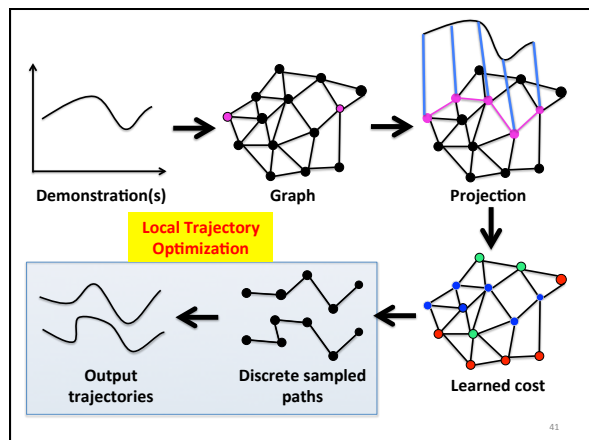 Demonstration(s)
Graph
Projection
Local Trajectory
Optimization
Output
trajectories
Discrete sampled
paths
Learned cost
41